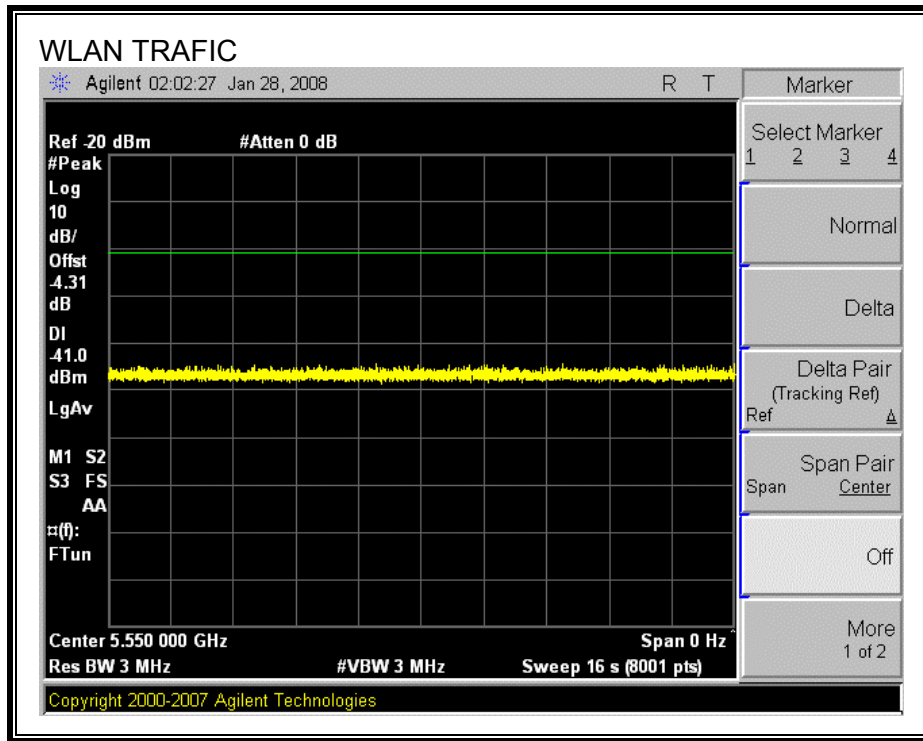 WLAN TRAFIC
Agilent 02:02:27 Jan 28, 2008 R T
Ref -20 dBm #Atten 0 dB
#Peak
Log
10
dB/
Offst
-4.31
dB
DI
-41.0
dBm
LgAv
M1 S2
S3 FS
AA
¤(f):
FTun
Center 5.550 000 GHz Span 0 Hz^
Res BW 3 MHz #VBW 3 MHz Sweep 16 s (8001 pts)
Copyright 2000-2007 Agilent Technologies
Marker
Select Marker
1 2 3 4
Normal
Delta
Delta Pair
(Tracking Ref)
Ref Δ
Span Pair
Span Center
Off
More
1 of 2